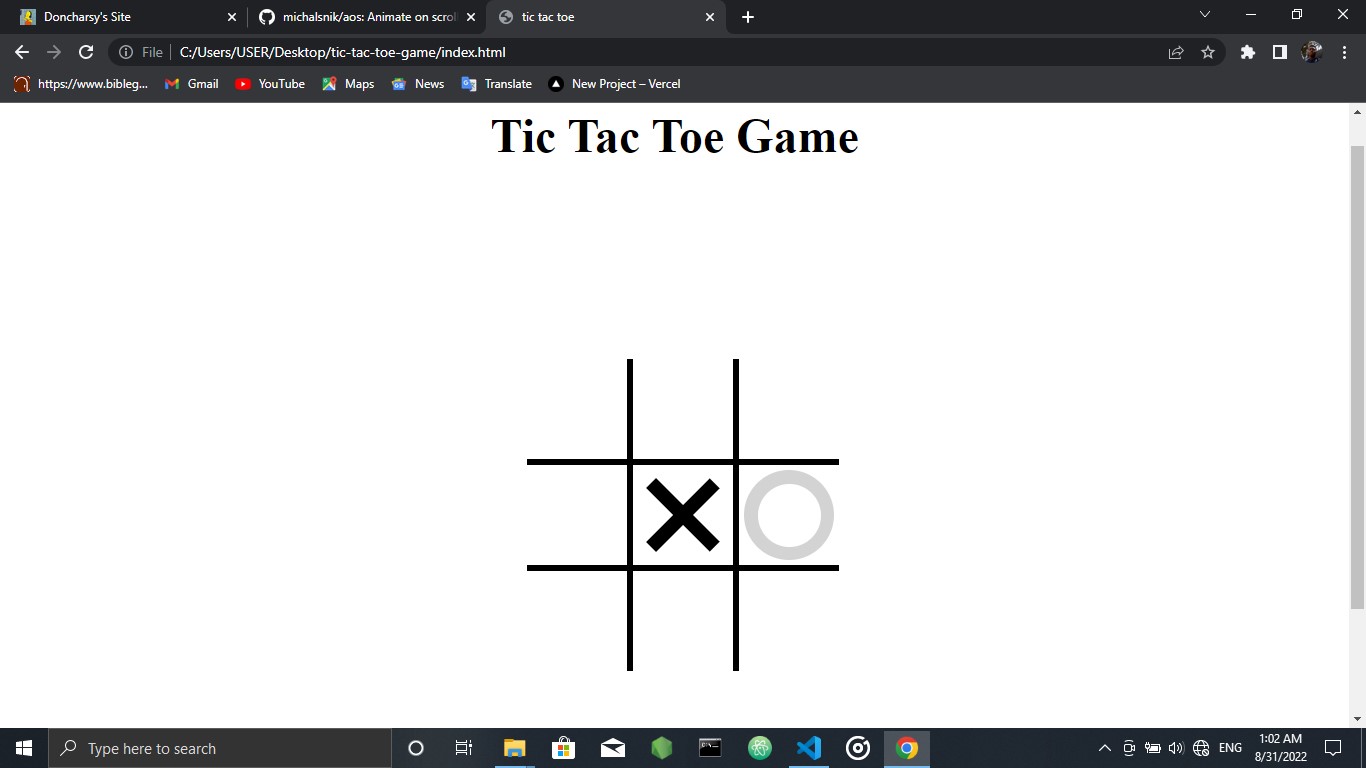 Doncharsy's Site
michalsnik/aos: Animate on scrol
tic tac toe
File
C:/Users/USER/Desktop/tic-tac-toe-game/index.html
https://www.bibleg...
Gmail
YouTube
Maps
News
Translate
New Project – Vercel
Tic Tac Toe Game
Type here to search
ENG
1:02 AM
8/31/2022